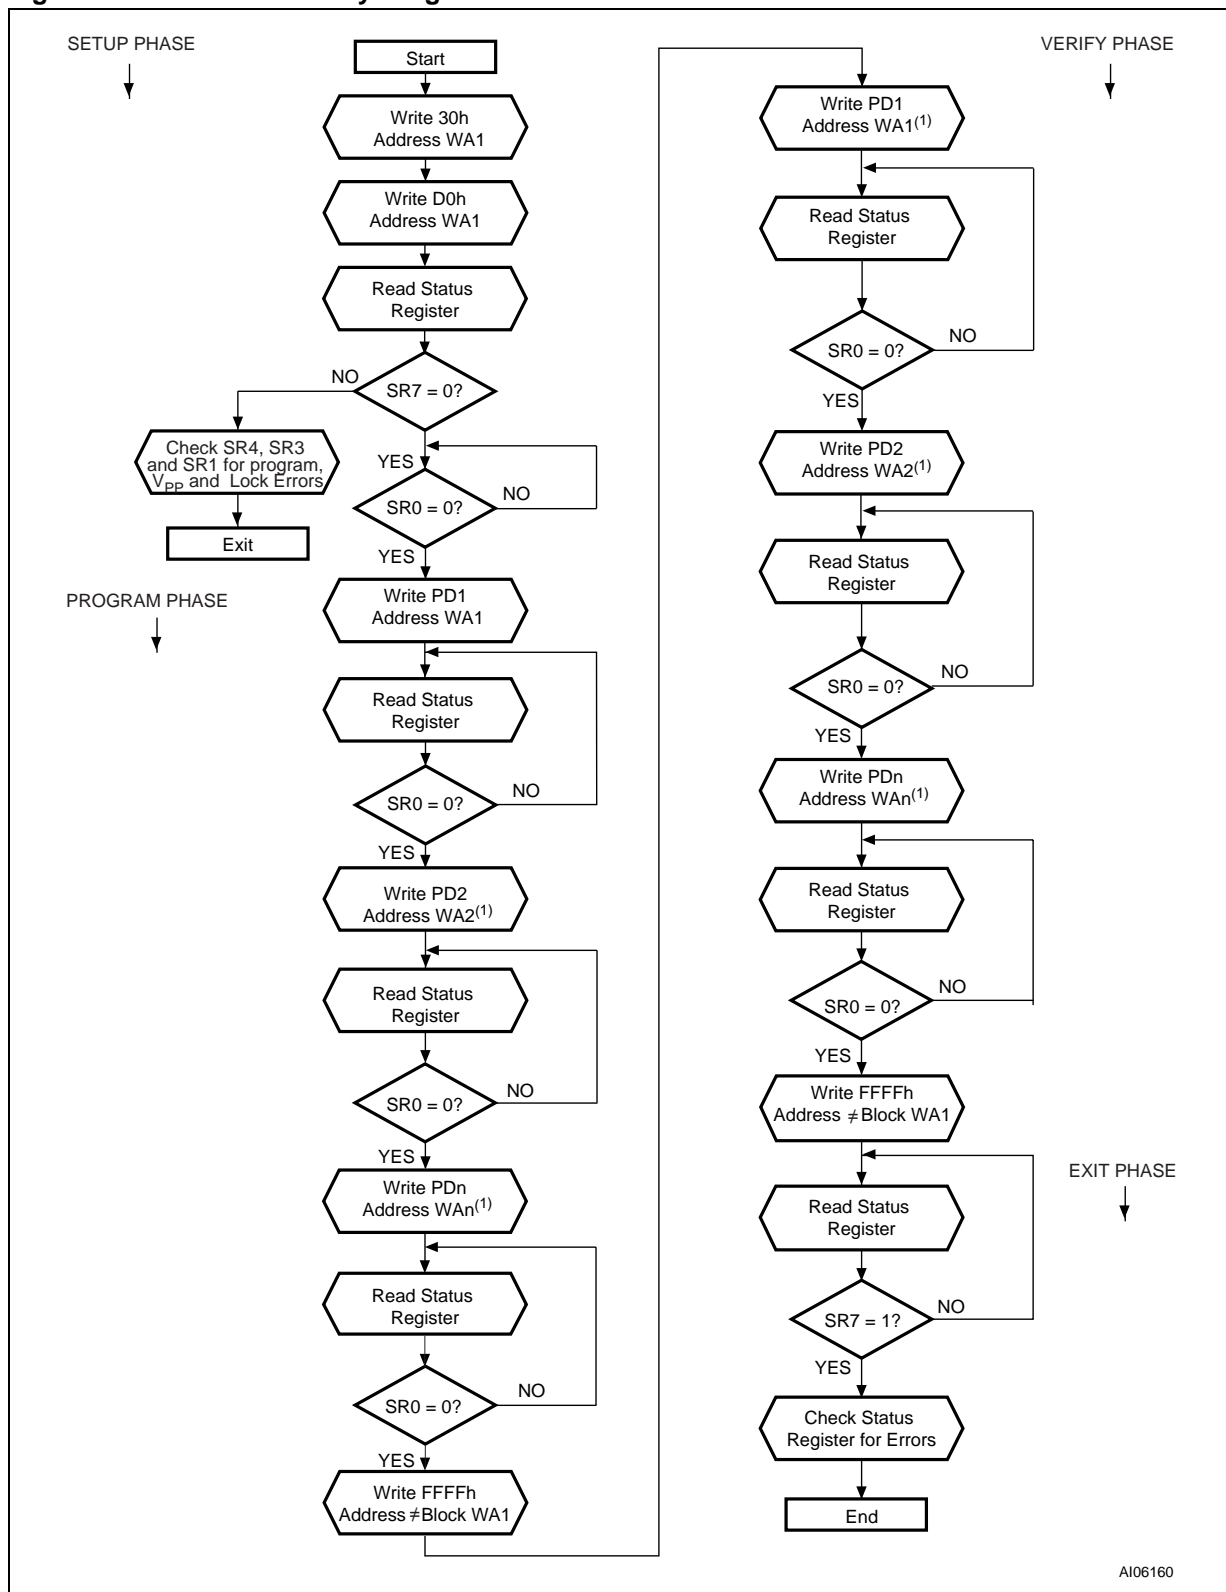 SETUP PHASE
Start
Write 30h
Address WA1
Write D0h
Address WA1
Read Status
Register
NO
SR7 = 0?
Check SR4, SR3
and SR1 for program,
VPP and Lock Errors
Exit
YES
NO
SR0 = 0?
YES
PROGRAM PHASE
Write PD1
Address WA1
Read Status
Register
NO
SR0 = 0?
YES
Write PD2
Address WA2(1)
Read Status
Register
NO
SR0 = 0?
YES
Write PDn
Address WAn(1)
Read Status
Register
NO
SR0 = 0?
YES
Write FFFFh
Address ≠ Block WA1
VERIFY PHASE
Write PD1
Address WA1(1)
Read Status
Register
NO
SR0 = 0?
YES
Write PD2
Address WA2(1)
Read Status
Register
NO
SR0 = 0?
YES
Write PDn
Address WAn(1)
Read Status
Register
NO
SR0 = 0?
YES
Write FFFFh
Address ≠ Block WA1
EXIT PHASE
Read Status
Register
NO
SR7 = 1?
YES
Check Status
Register for Errors
End
AI06160